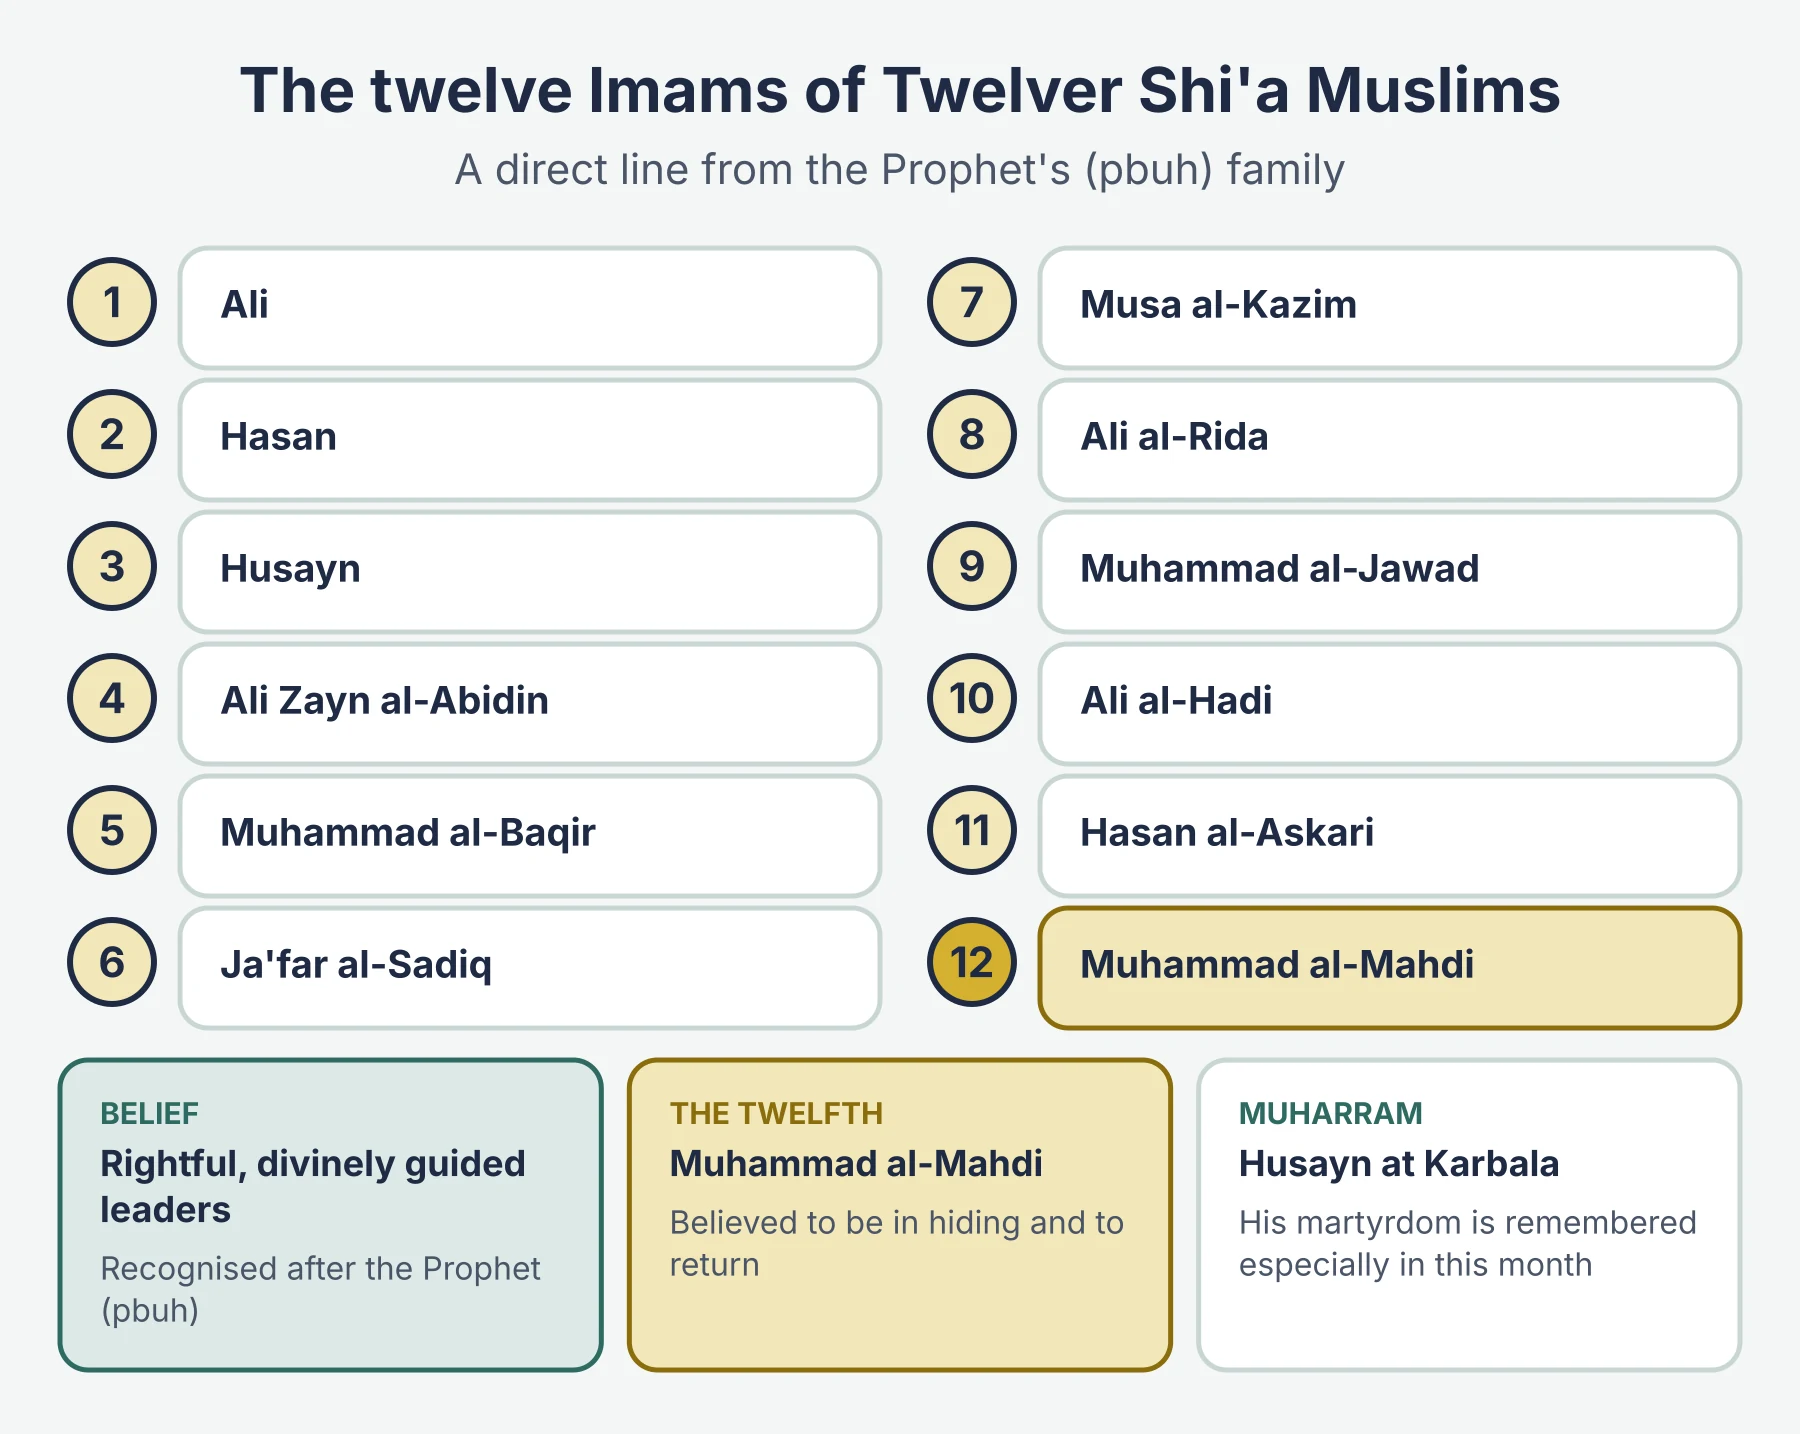 The twelve Imams of Twelver Shi'a Muslims
A direct line from the Prophet's (pbuh) family
1
Ali
2
Hasan
3
Husayn
4
Ali Zayn al-Abidin
5
Muhammad al-Baqir
6
Ja'far al-Sadiq
7
Musa al-Kazim
8
Ali al-Rida
9
Muhammad al-Jawad
10
Ali al-Hadi
11
Hasan al-Askari
12
Muhammad al-Mahdi
BELIEF
Rightful, divinely guided
leaders
Recognised after the Prophet
(pbuh)
THE TWELFTH
Muhammad al-Mahdi
Believed to be in hiding and to
return
MUHARRAM
Husayn at Karbala
His martyrdom is remembered
especially in this month